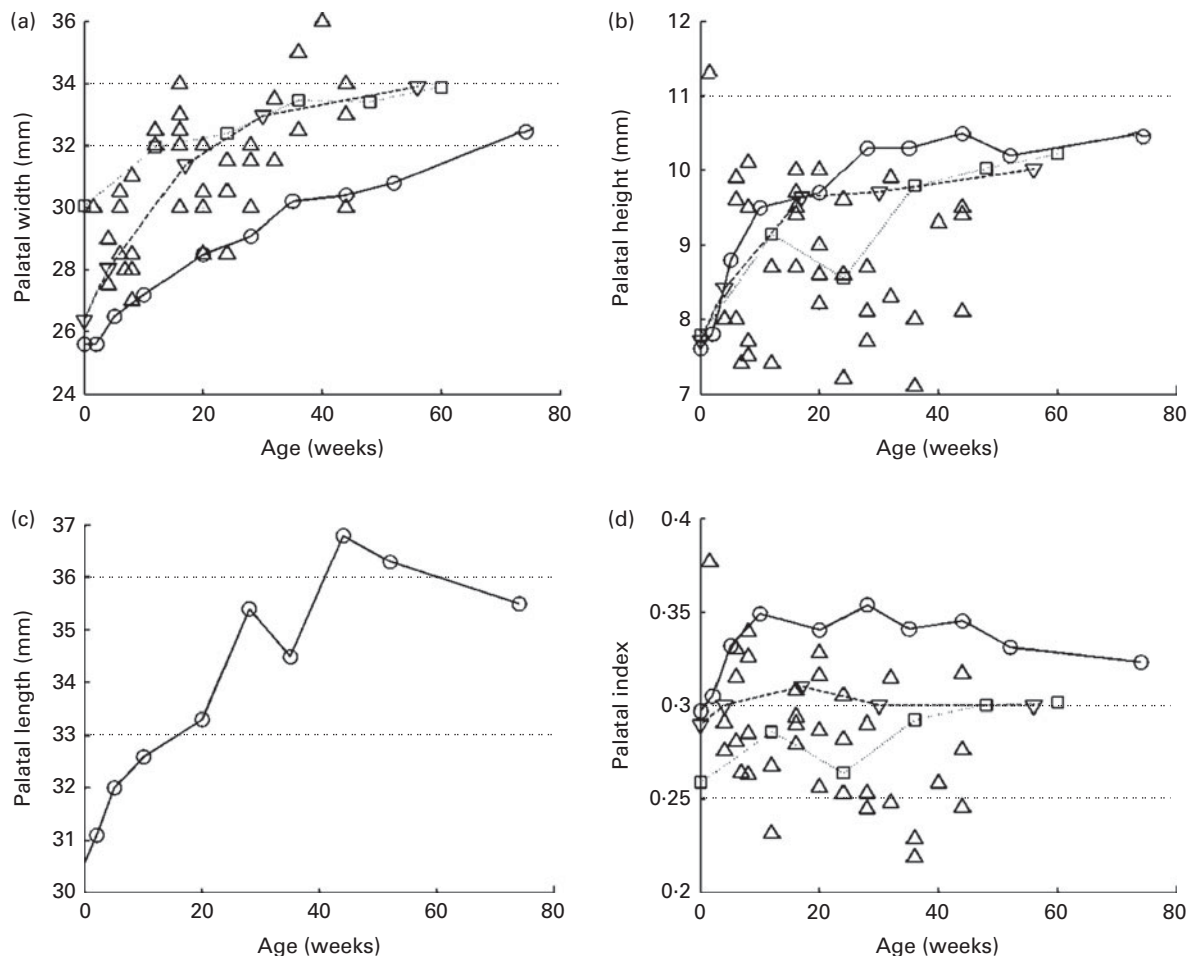 (a)
36
34
32
30
28
26
24
Palatal width (mm)
0 20 40 60 80
Age (weeks)
(b)
12
11
10
9
8
7
Palatal height (mm)
0 20 40 60 80
Age (weeks)
(c)
37
36
35
34
33
32
31
30
Palatal length (mm)
0 20 40 60 80
Age (weeks)
(d)
0·4
0·35
0·3
0·25
0·2
Palatal index
0 20 40 60 80
Age (weeks)